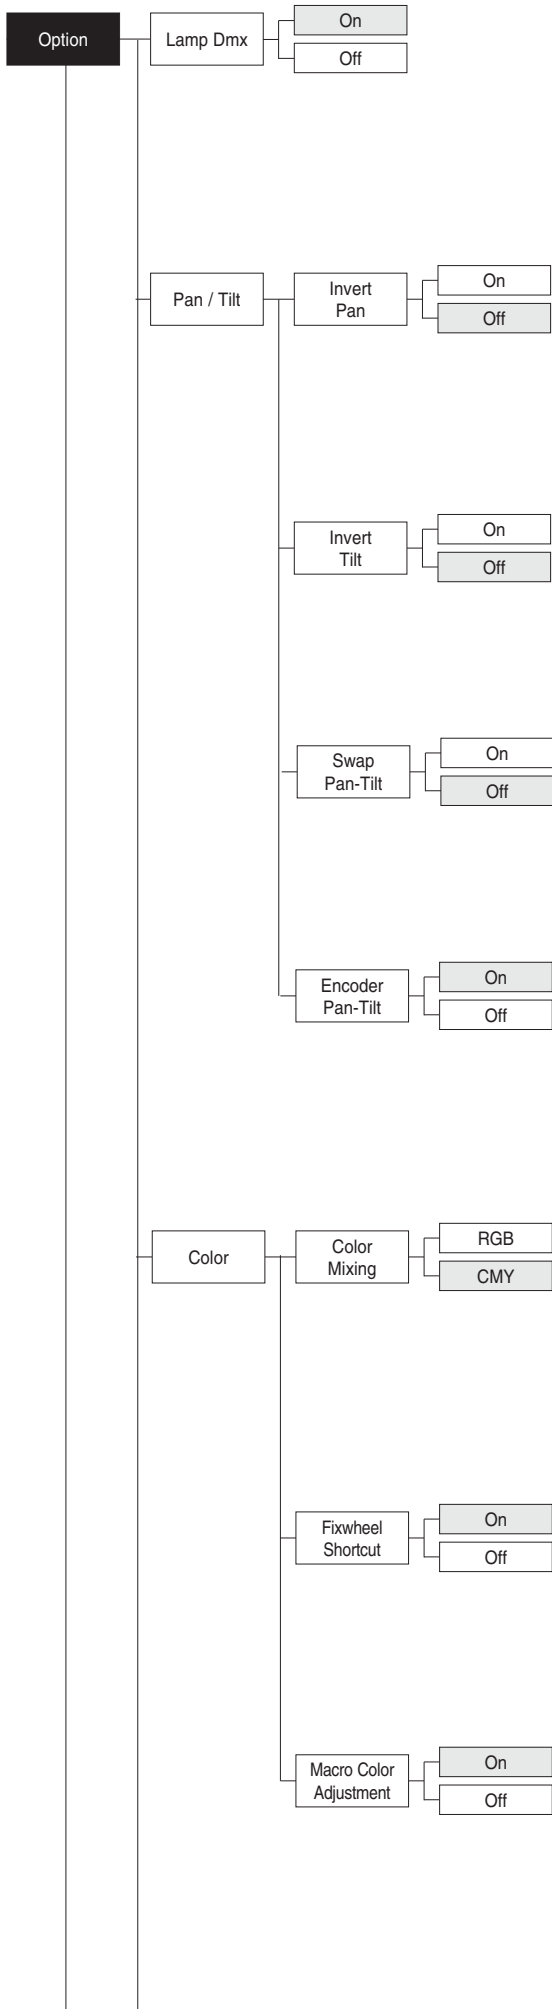 Option
Lamp Dmx
On
Off
Pan / Tilt
Invert
Pan
On
Off
Invert
Tilt
On
Off
Swap
Pan-Tilt
On
Off
Encoder
Pan-Tilt
On
Off
Color
Color
Mixing
RGB
CMY
Fixwheel
Shortcut
On
Off
Macro Color
Adjustment
On
Off